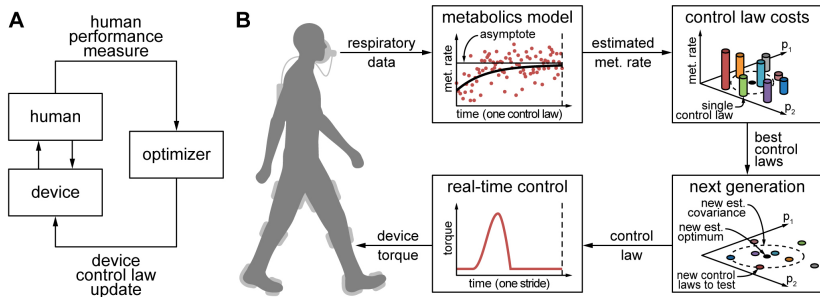 A
human
performance
measure
human
optimizer
device
device
control law
update
B
respiratory
data
metabolics model
asymptote
met. rate
time (one control law)
estimated
met. rate
control law costs
p1
met. rate
single
control law
p2
best
control
laws
next generation
new est.
covariance
p1
new est.
optimum
new control
laws to test
p2
control
law
real-time control
torque
time (one stride)
device
torque